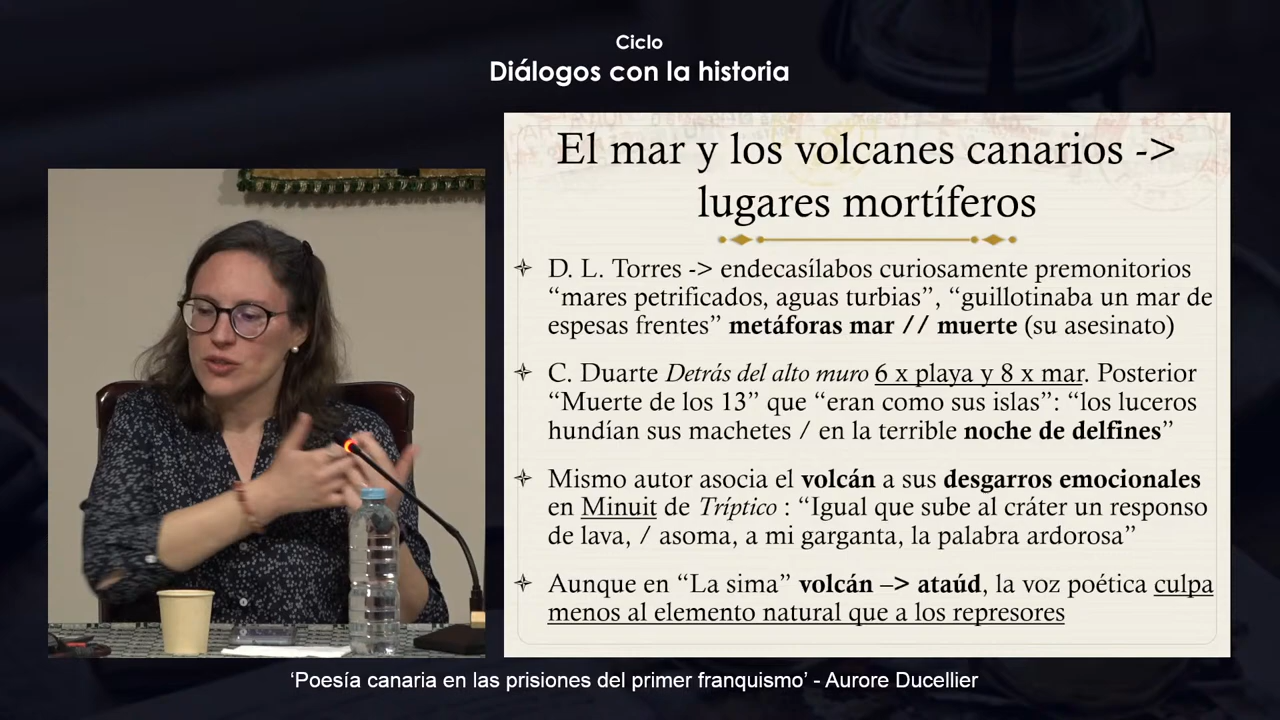 Ciclo
Diálogos con la historia
El mar y los volcanes canarios ->
lugares mortíferos
D. L. Torres -> endecasílabos curiosamente premonitorios
“mares petrificados, aguas turbias”, “guillotinaba un mar de
espesas frentes” metáforas mar // muerte (su asesinato)
C. Duarte Detrás del alto muro 6 x playa y 8 x mar. Posterior
“Muerte de los 13” que “eran como sus islas”: “los luceros
hundían sus machetes / en la terrible noche de delfines”
Mismo autor asocia el volcán a sus desgarros emocionales
en Minuit de Tríptico : “Igual que sube al cráter un responso
de lava, / asoma, a mi garganta, la palabra ardorosa”
Aunque en “La sima” volcán –> ataúd, la voz poética culpa
menos al elemento natural que a los represores
‘Poesía canaria en las prisiones del primer franquismo’ - Aurore Ducellier